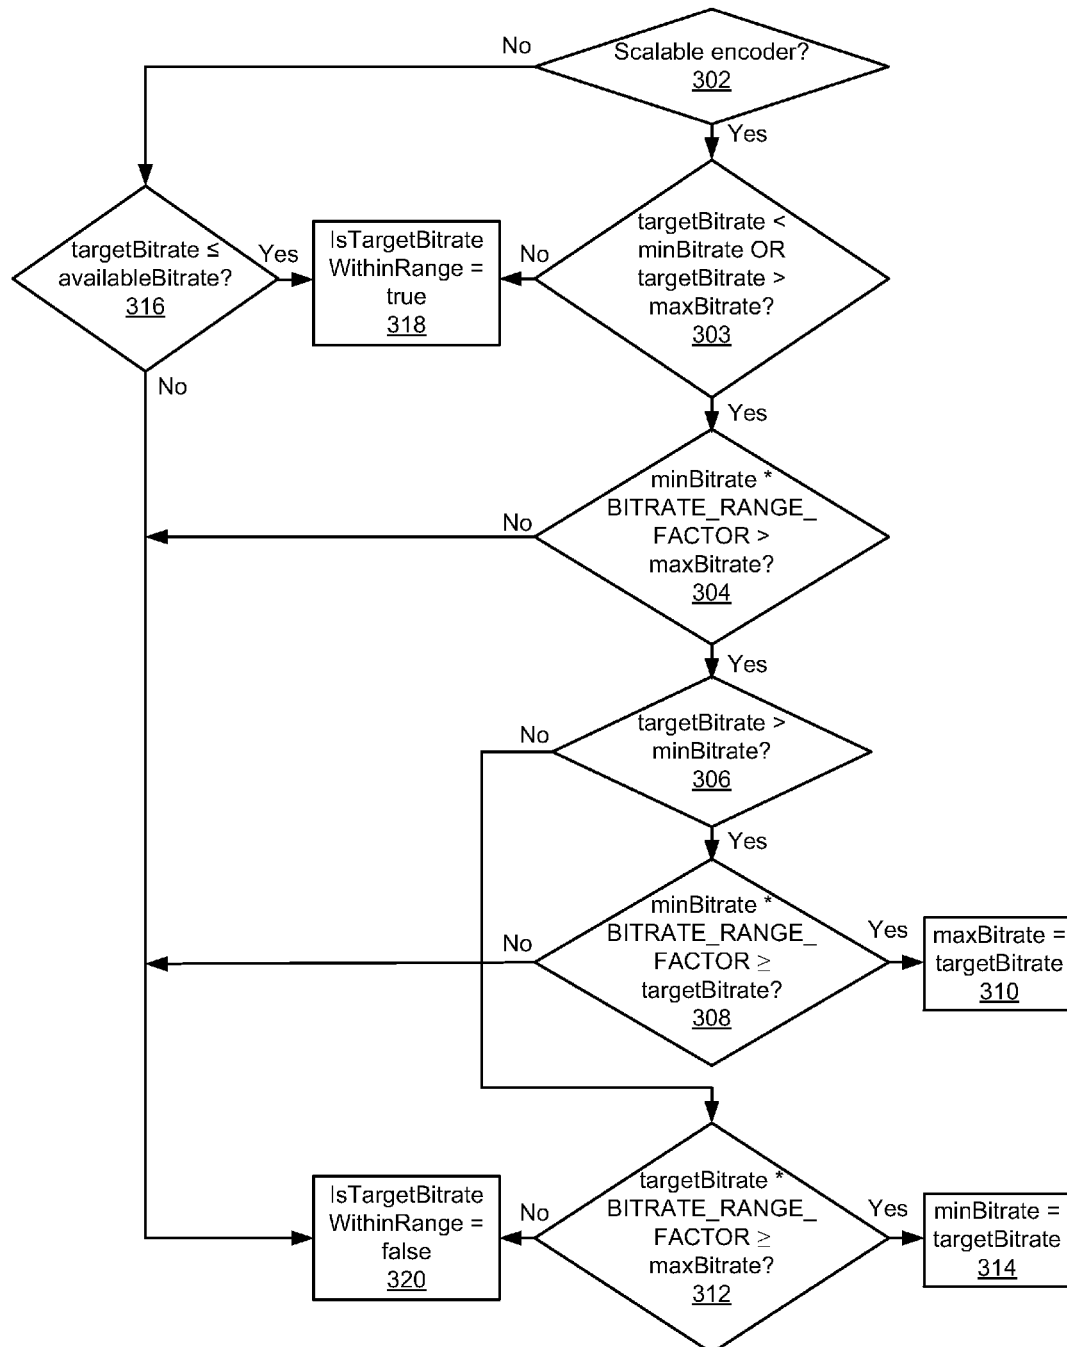 No
Scalable encoder?
302
Yes
targetBitrate ≤
availableBitrate?
316
Yes
IsTargetBitrate
WithinRange =
true
318
No
targetBitrate <
minBitrate OR
targetBitrate >
maxBitrate?
303
No
Yes
No
minBitrate *
BITRATE_RANGE_
FACTOR >
maxBitrate?
304
Yes
No
targetBitrate >
minBitrate?
306
Yes
No
minBitrate *
BITRATE_RANGE_
FACTOR ≥
targetBitrate?
308
Yes
maxBitrate =
targetBitrate
310
IsTargetBitrate
WithinRange =
false
320
No
targetBitrate *
BITRATE_RANGE_
FACTOR ≥
maxBitrate?
312
Yes
minBitrate =
targetBitrate
314